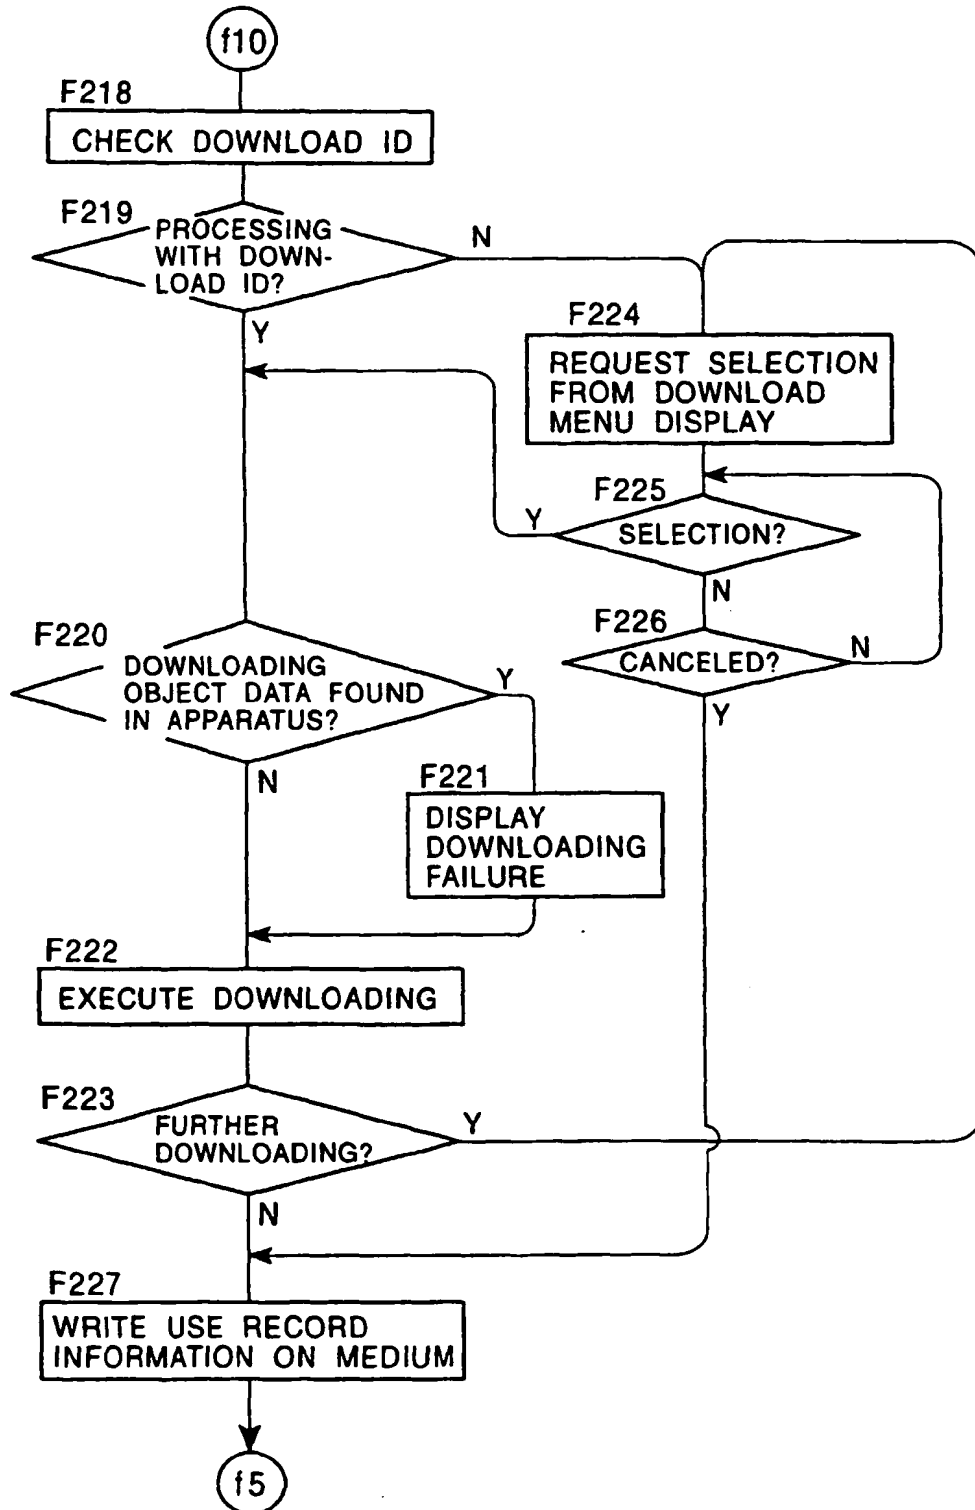 f10
F218
CHECK DOWNLOAD ID
F219
PROCESSING
WITH DOWN-
LOAD ID?
N
Y
F224
REQUEST SELECTION
FROM DOWNLOAD
MENU DISPLAY
F225
SELECTION?
Y
N
F226
CANCELED?
N
Y
F220
DOWNLOADING
OBJECT DATA FOUND
IN APPARATUS?
Y
N
F221
DISPLAY
DOWNLOADING
FAILURE
F222
EXECUTE DOWNLOADING
F223
FURTHER
DOWNLOADING?
Y
N
F227
WRITE USE RECORD
INFORMATION ON MEDIUM
f5